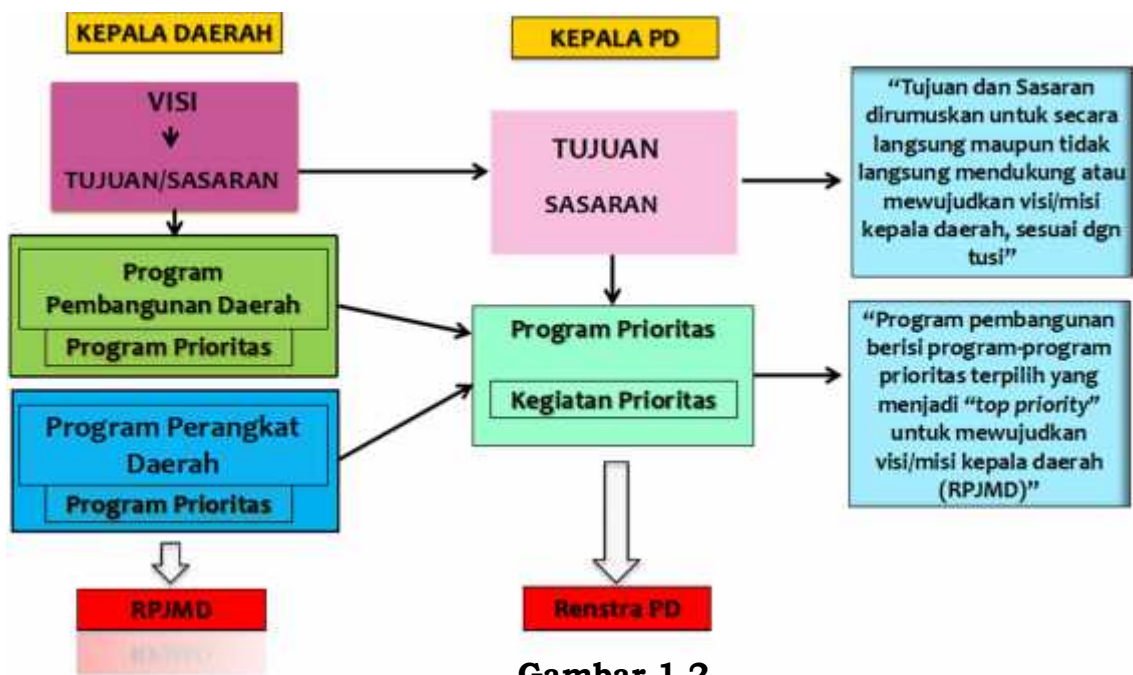 KEPALA DAERAH
VISI
TUJUAN/SASARAN
Program
Pembangunan Daerah
Program Prioritas
Program Perangkat
Daerah
Program Prioritas
RPJMD
KEPALA PD
TUJUAN
SASARAN
Program Prioritas
Kegiatan Prioritas
Renstra PD
“Tujuan dan Sasaran
dirumuskan untuk secara
langsung maupun tidak
langsung mendukung atau
mewujudkan visi/misi
kepala daerah, sesuai dgn
tusi”
“Program pembangunan
berisi program-program
prioritas terpilih yang
menjadi “top priority”
untuk mewujudkan
visi/misi kepala daerah
(RPJMD)”
Gambar 1.2